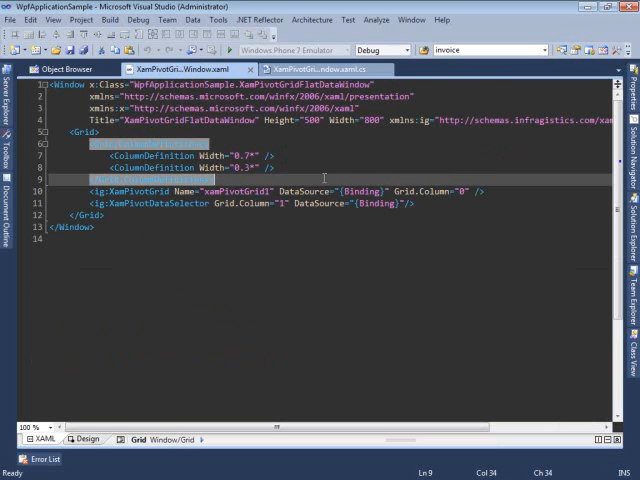 WpfApplicationSample - Microsoft Visual Studio (Administrator)
File Edit View Project Build Debug Team Data Tools .NET Reflector Architecture Test Analyze Window Help
Windows Phone 7 Emulator Debug invoice
Object Browser XamPivotGri...Window.xaml XamPivotGri...ndow.xaml.cs
1 <Window x:Class="WpfApplicationSample.XamPivotGridFlatDataWindow"
2 xmlns="http://schemas.microsoft.com/winfx/2006/xaml/presentation"
3 xmlns:x="http://schemas.microsoft.com/winfx/2006/xaml"
4 Title="XamPivotGridFlatDataWindow" Height="500" Width="800" xmlns:ig="http://schemas.infragistics.com/xam
5 <Grid>
6 <Grid.ColumnDefinitions>
7 <ColumnDefinition Width="0.7*" />
8 <ColumnDefinition Width="0.3*" />
9 </Grid.ColumnDefinitions>
10 <ig:XamPivotGrid Name="xamPivotGrid1" DataSource="{Binding}" Grid.Column="0" />
11 <ig:XamPivotDataSelector Grid.Column="1" DataSource="{Binding}"/>
12 </Grid>
13 </Window>
14
Server Explorer
Toolbox
Document Outline
Properties
Solution Explorer
Team Explorer
Class View
100 %
XAML Design Grid Window/Grid
Error List
Ready Ln 9 Col 34 Ch 34 INS